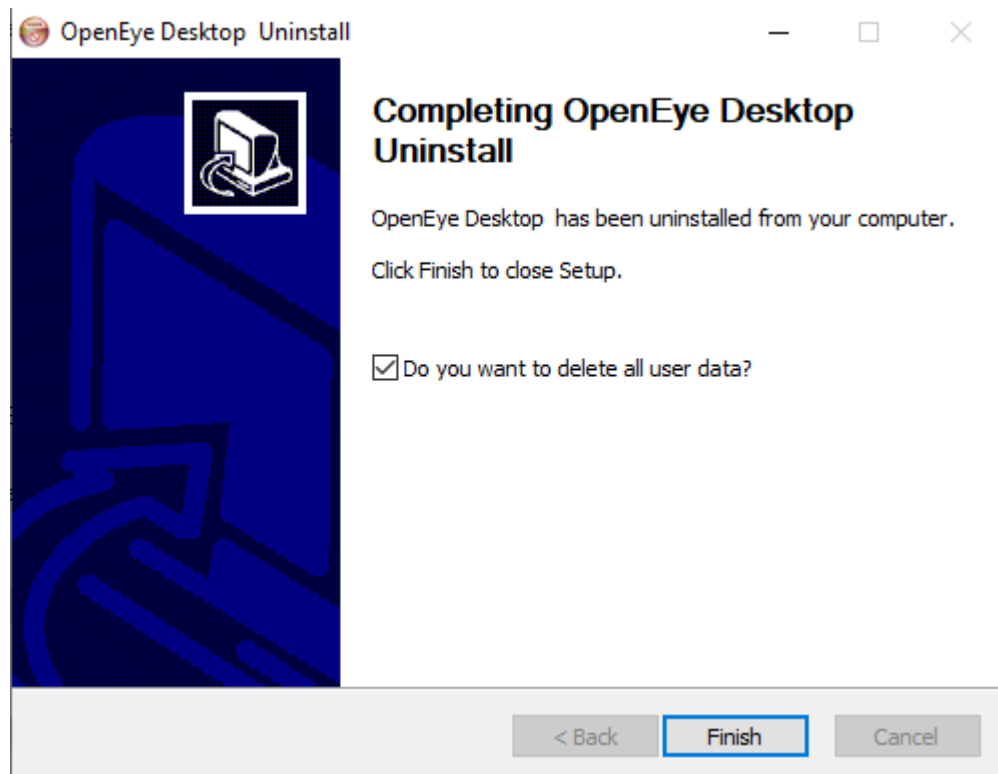 OpenEye Desktop  Uninstall
Completing OpenEye Desktop
Uninstall
OpenEye Desktop  has been uninstalled from your computer.
Click Finish to close Setup.
Do you want to delete all user data?
< Back
Finish
Cancel